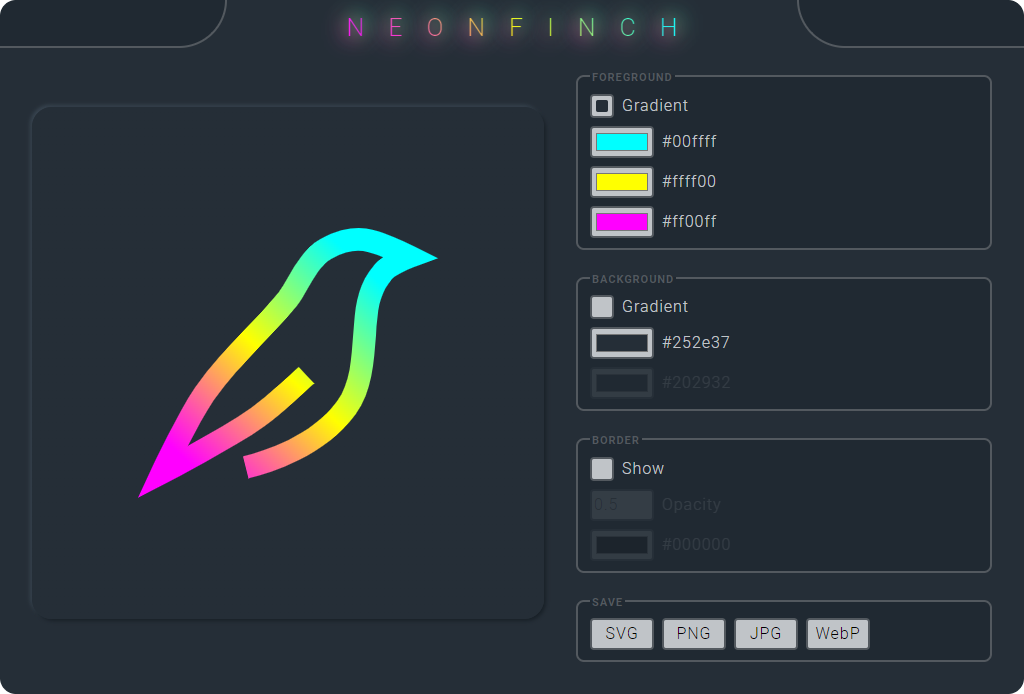 NEONFINCH
FOREGROUND
Gradient
#00ffff
#ffff00
#ff00ff
BACKGROUND
Gradient
#252e37
#202932
BORDER
Show
0.5 Opacity
#000000
SAVE
SVG PNG JPG WebP